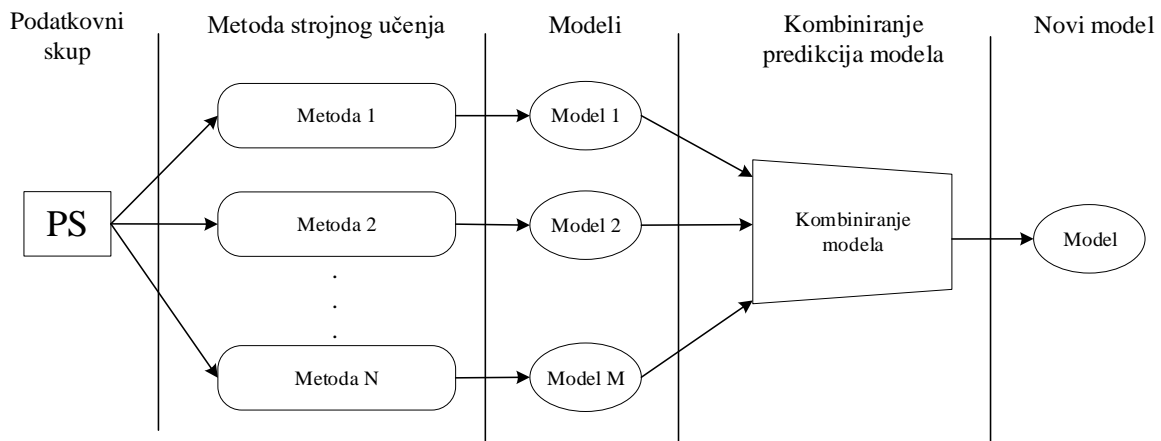 Podatkovni
skup
Metoda strojnog učenja
Modeli
Kombiniranje
predikcija modela
Novi model
PS
Metoda 1
Metoda 2
.
.
.
Metoda N
Model 1
Model 2
Model M
Kombiniranje
modela
Model